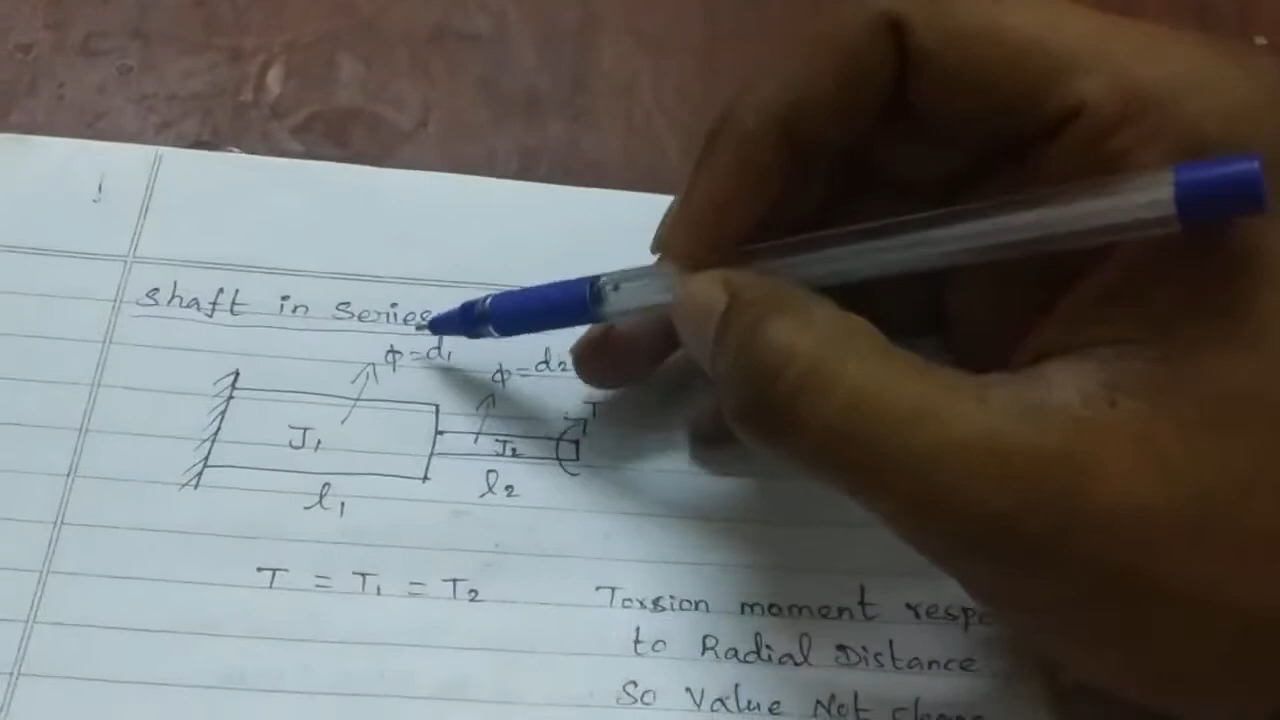 Shaft in Series
ϕ=d1
ϕ=d2
T
J1
J2
l1
l2
T = T1 = T2
Torsion moment
to Radial Distance
So Value Not